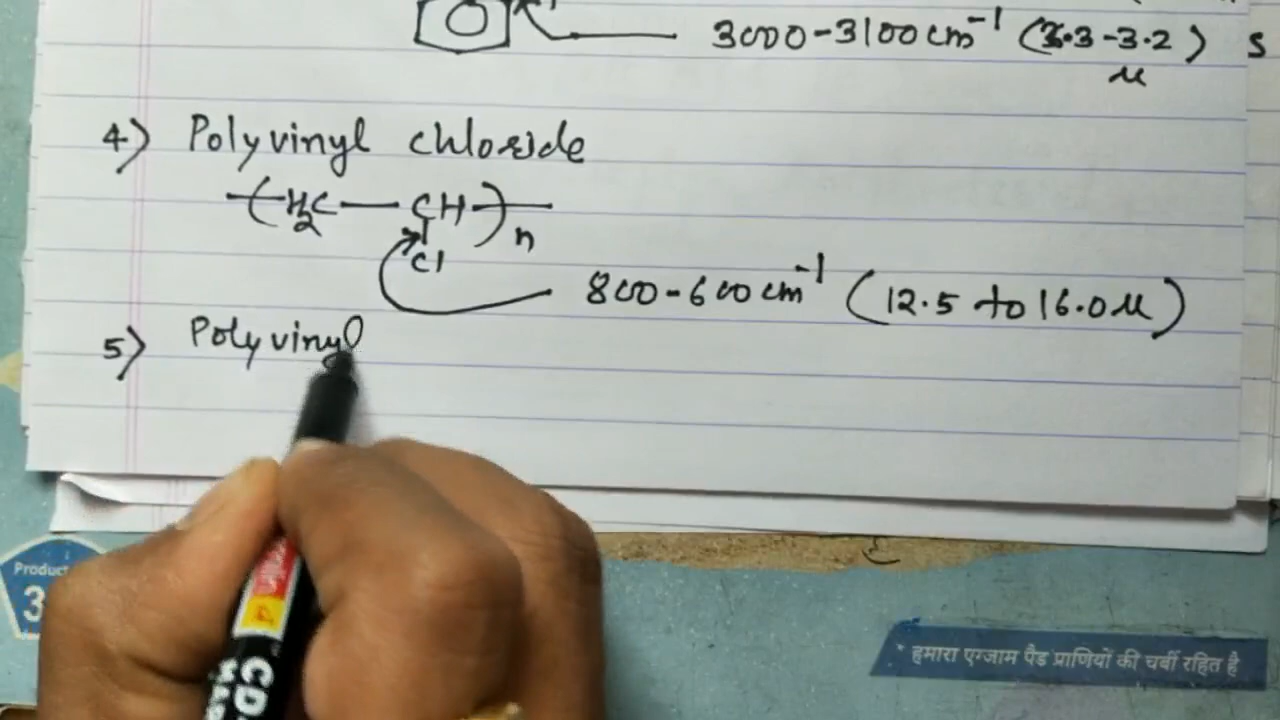 3000-3100 cm⁻¹ (3.3-3.2) S
μ
4) Polyvinyl chloride
-(H₂C-CH)-n
Cl
800-600 cm⁻¹ (12.5 to 16.0 μ)
5) Polyvinyl
Product
3
CD
* हमारा एग्जाम पैड प्राणियों की चर्बी रहित है